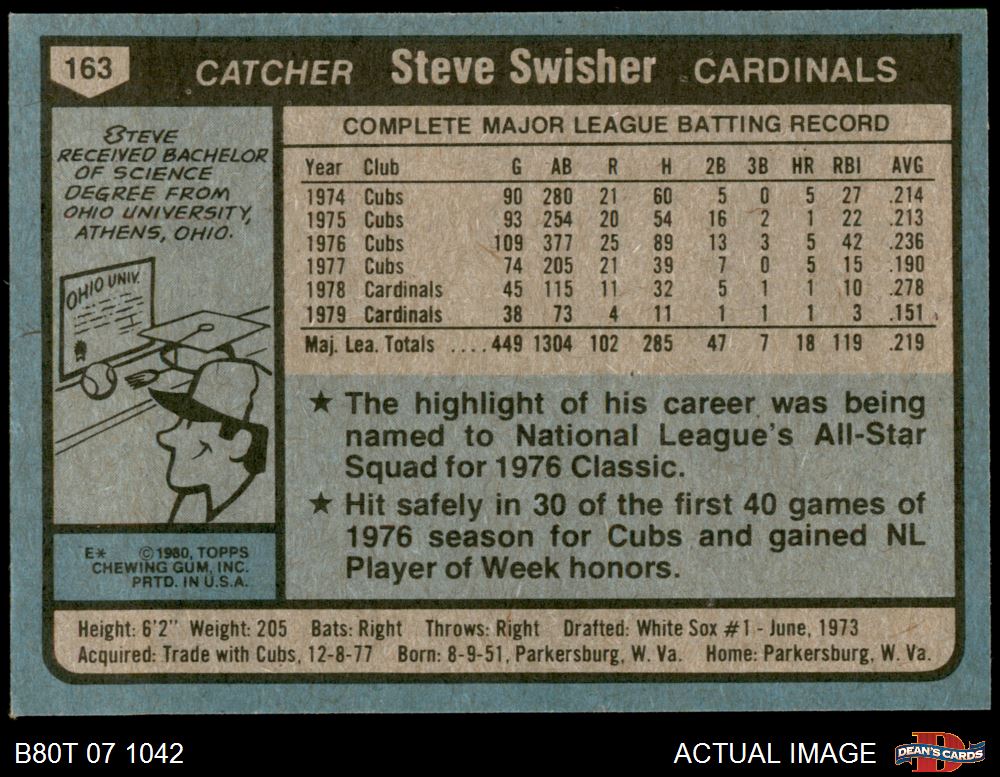 163 CATCHER Steve Swisher CARDINALS
STEVE
RECEIVED BACHELOR
OF SCIENCE
DEGREE FROM
OHIO UNIVERSITY,
ATHENS, OHIO.
OHIO UNIV.
E* ©1980, TOPPS
CHEWING GUM, INC.
PRTD. IN U.S.A.
COMPLETE MAJOR LEAGUE BATTING RECORD
Year Club G AB R H 2B 3B HR RBI AVG
1974 Cubs 90 280 21 60 5 0 5 27 .214
1975 Cubs 93 254 20 54 16 2 1 22 .213
1976 Cubs 109 377 25 89 13 3 5 42 .236
1977 Cubs 74 205 21 39 7 0 5 15 .190
1978 Cardinals 45 115 11 32 5 1 1 10 .278
1979 Cardinals 38 73 4 11 1 1 1 3 .151
Maj. Lea. Totals ....449 1304 102 285 47 7 18 119 .219
★ The highlight of his career was being
named to National League's All-Star
Squad for 1976 Classic.
★ Hit safely in 30 of the first 40 games of
1976 season for Cubs and gained NL
Player of Week honors.
Height: 6'2" Weight: 205 Bats: Right Throws: Right Drafted: White Sox #1 - June, 1973
Acquired: Trade with Cubs, 12-8-77 Born: 8-9-51, Parkersburg, W. Va. Home: Parkersburg, W. Va.
B80T 07 1042 ACTUAL IMAGE D DEAN'S CARDS